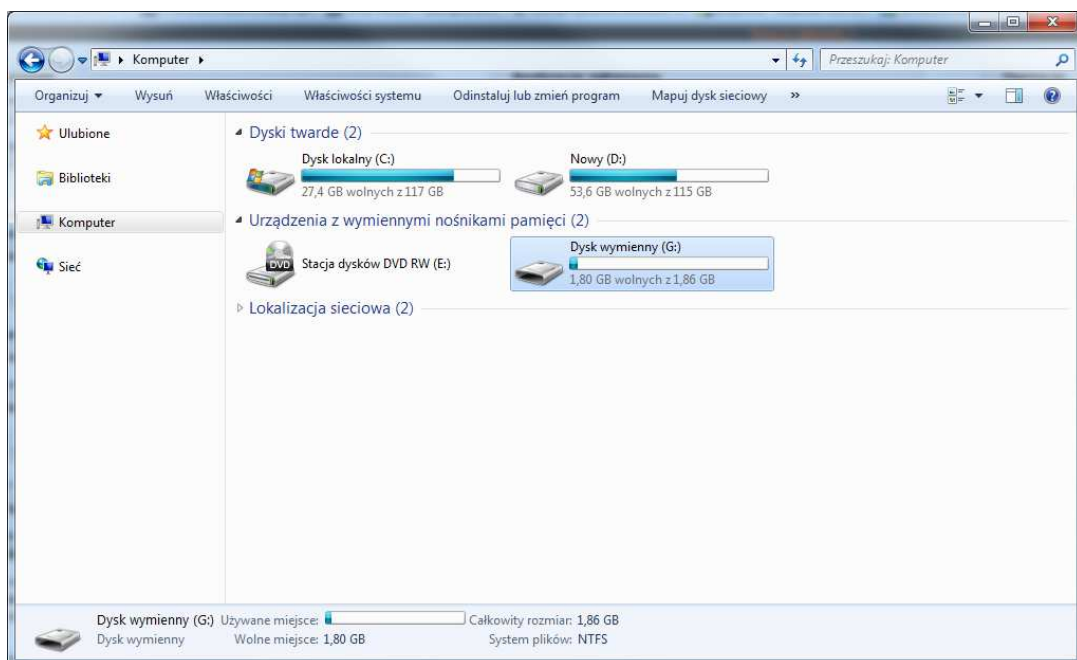 Komputer
Przeszukaj: Komputer
Organizuj Wysuń Właściwości Właściwości systemu Odinstaluj lub zmień program Mapuj dysk sieciowy »
Ulubione
Biblioteki
Komputer
Sieć
Dyski twarde (2)
Dysk lokalny (C:)
27,4 GB wolnych z 117 GB
Nowy (D:)
53,6 GB wolnych z 115 GB
Urządzenia z wymiennymi nośnikami pamięci (2)
DVD
Stacja dysków DVD RW (E:)
Dysk wymienny (G:)
1,80 GB wolnych z 1,86 GB
Lokalizacja sieciowa (2)
Dysk wymienny (G:) Używane miejsce: Całkowity rozmiar: 1,86 GB
Dysk wymienny Wolne miejsce: 1,80 GB System plików: NTFS